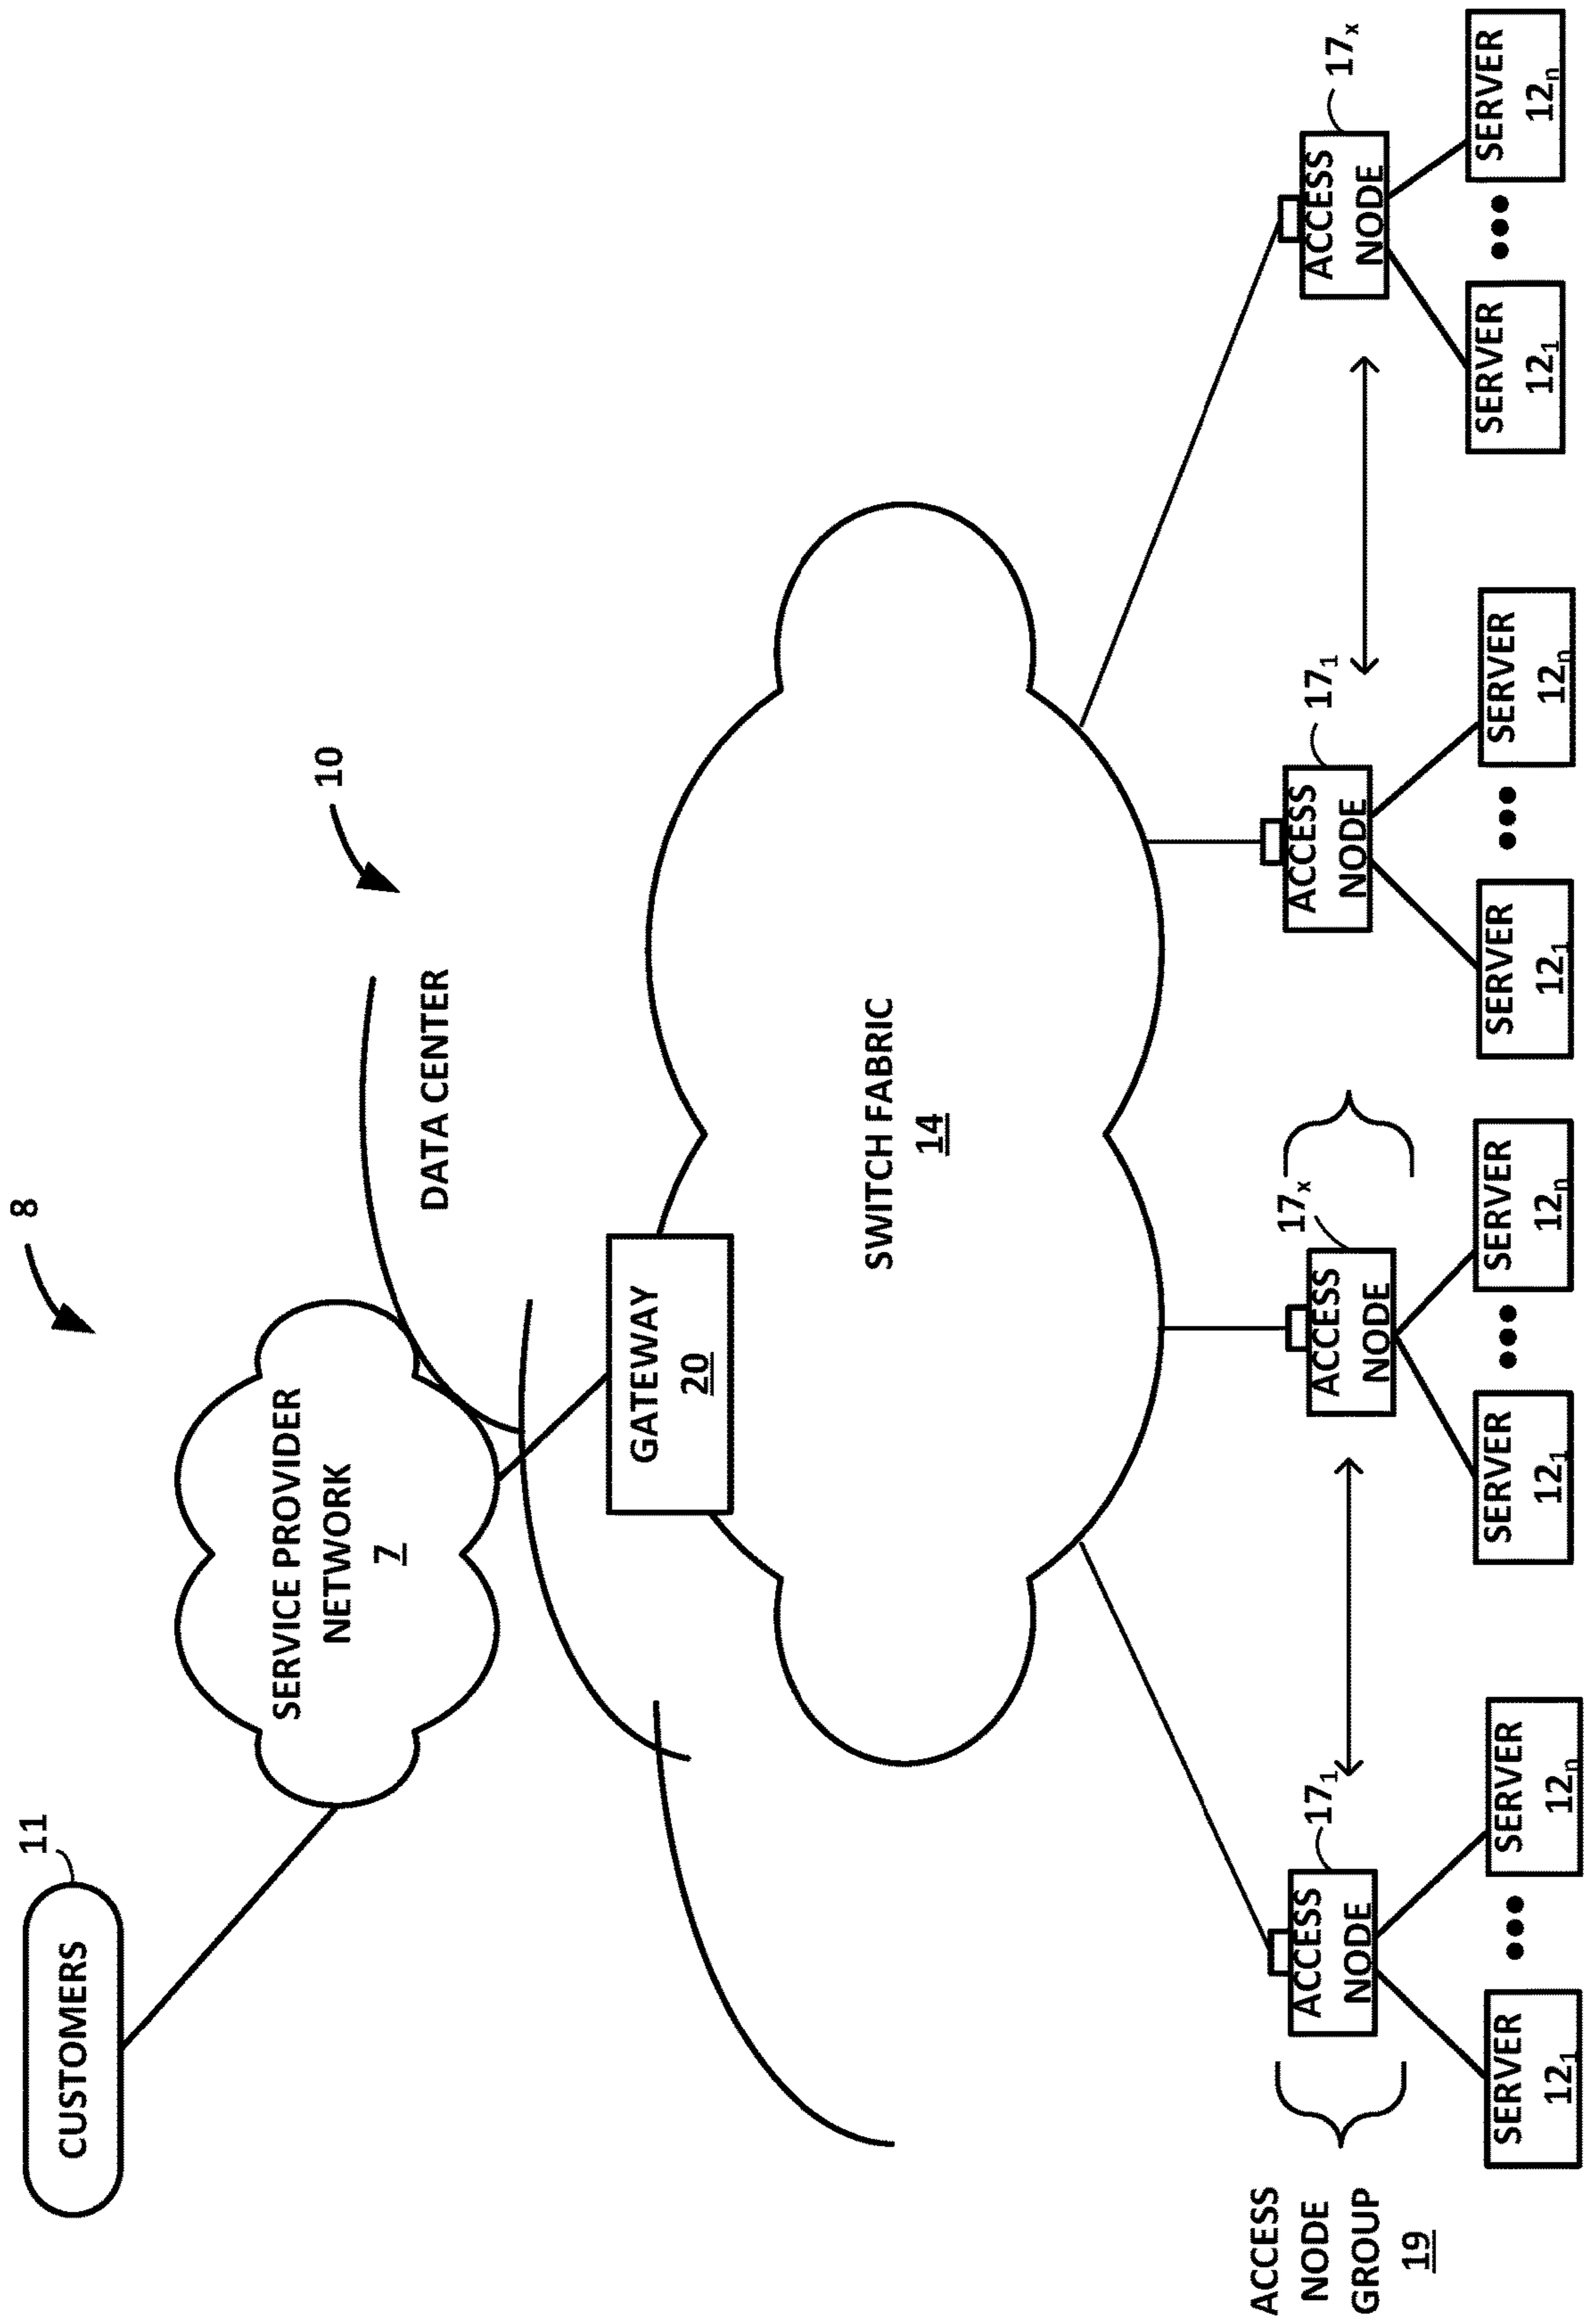 8
CUSTOMERS
11
SERVICE PROVIDER
NETWORK
7
10
DATA CENTER
GATEWAY
20
SWITCH FABRIC
14
ACCESS
NODE
GROUP
19
ACCESS
NODE
17₁
ACCESS
NODE
17ₓ
ACCESS
NODE
17₁
ACCESS
NODE
17ₓ
SERVER
12₁
SERVER
12ₙ
SERVER
12₁
SERVER
12ₙ
SERVER
12₁
SERVER
12ₙ
SERVER
12₁
SERVER
12ₙ